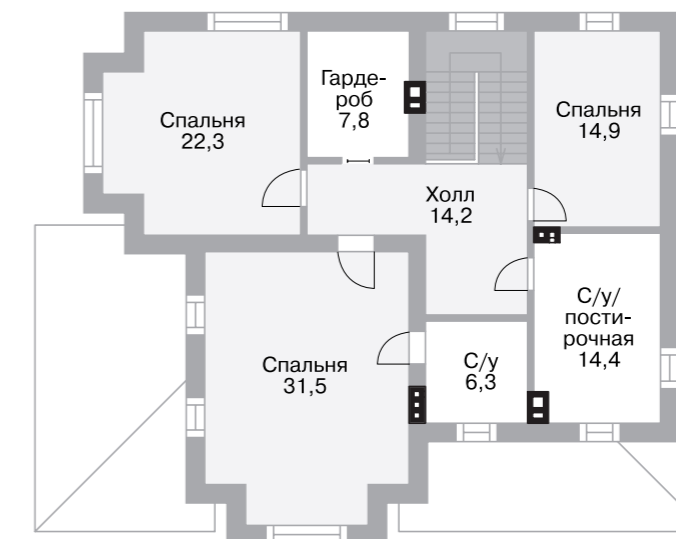 Спальня
22,3
Гарде-
роб
7,8
Спальня
14,9
Холл
14,2
С/у/
пости-
рочная
14,4
Спальня
31,5
С/у
6,3